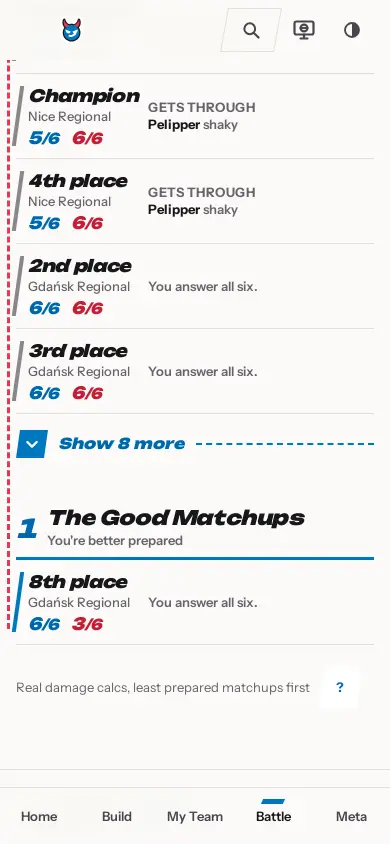 Champion
Nice Regional
5/6 6/6
GETS THROUGH
Pelipper shaky
4th place
Nice Regional
5/6 6/6
GETS THROUGH
Pelipper shaky
2nd place
Gdańsk Regional
6/6 6/6
You answer all six.
3rd place
Gdańsk Regional
6/6 6/6
You answer all six.
Show 8 more
1 The Good Matchups
You're better prepared
8th place
Gdańsk Regional
6/6 3/6
You answer all six.
Real damage calcs, least prepared matchups first ?
Home Build My Team Battle Meta